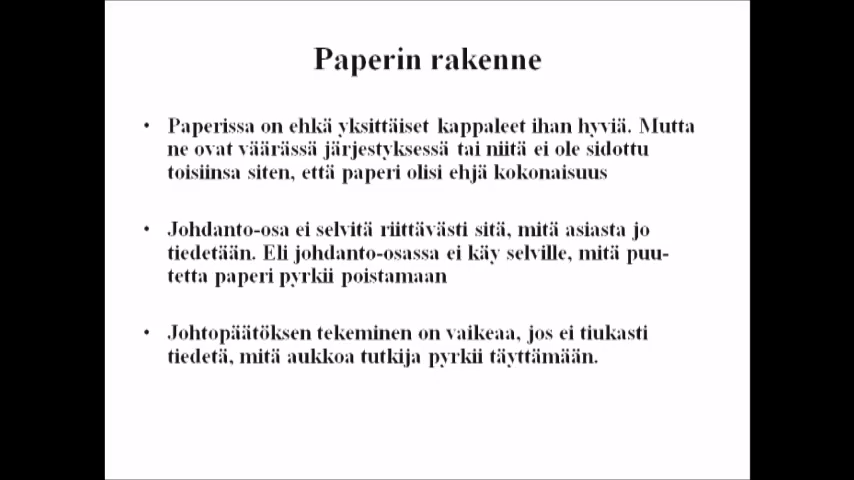 Paperin rakenne
• Paperissa on ehkä yksittäiset kappaleet ihan hyviä. Mutta
ne ovat väärässä järjestyksessä tai niitä ei ole sidottu
toisiinsa siten, että paperi olisi ehjä kokonaisuus
• Johdanto-osa ei selvitä riittävästi sitä, mitä asiasta jo
tiedetään. Eli johdanto-osassa ei käy selville, mitä puu-
tetta paperi pyrkii poistamaan
• Johtopäätöksen tekeminen on vaikeaa, jos ei tiukasti
tiedetä, mitä aukkoa tutkija pyrkii täyttämään.